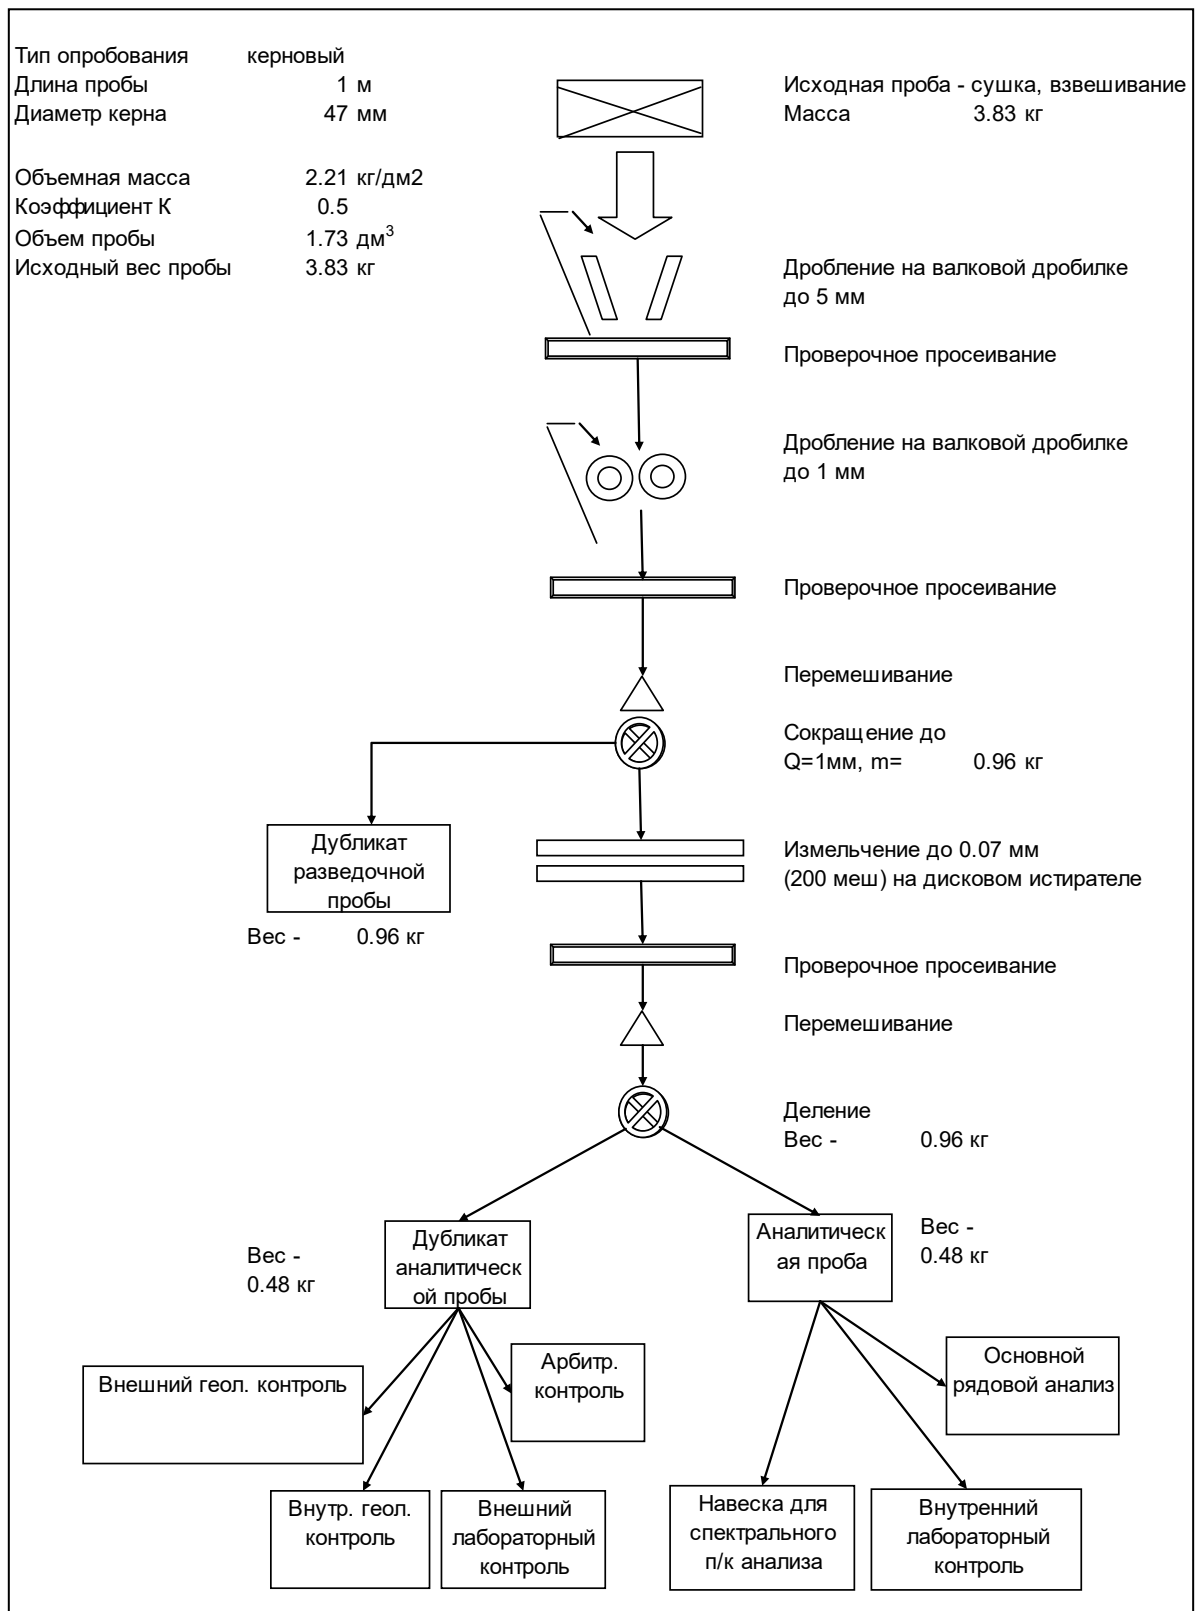 Тип опробования керновый
Длина пробы 1 м
Диаметр керна 47 мм
Исходная проба - сушка, взвешивание
Масса 3.83 кг
Объемная масса 2.21 кг/дм2
Коэффициент К 0.5
Объем пробы 1.73 дм³
Исходный вес пробы 3.83 кг
Дробление на валковой дробилке
до 5 мм
Проверочное просеивание
Дробление на валковой дробилке
до 1 мм
Проверочное просеивание
Перемешивание
Сокращение до
Q=1мм, m= 0.96 кг
Дубликат
разведочной
пробы
Вес - 0.96 кг
Измельчение до 0.07 мм
(200 меш) на дисковом истирателе
Проверочное просеивание
Перемешивание
Деление
Вес - 0.96 кг
Вес -
0.48 кг
Дубликат
аналитическ
ой пробы
Аналитическ
ая проба
Вес -
0.48 кг
Внешний геол. контроль
Арбитр.
контроль
Основной
рядовой анализ
Внутр. геол.
контроль
Внешний
лабораторный
контроль
Навеска для
спектрального
п/к анализа
Внутренний
лабораторный
контроль